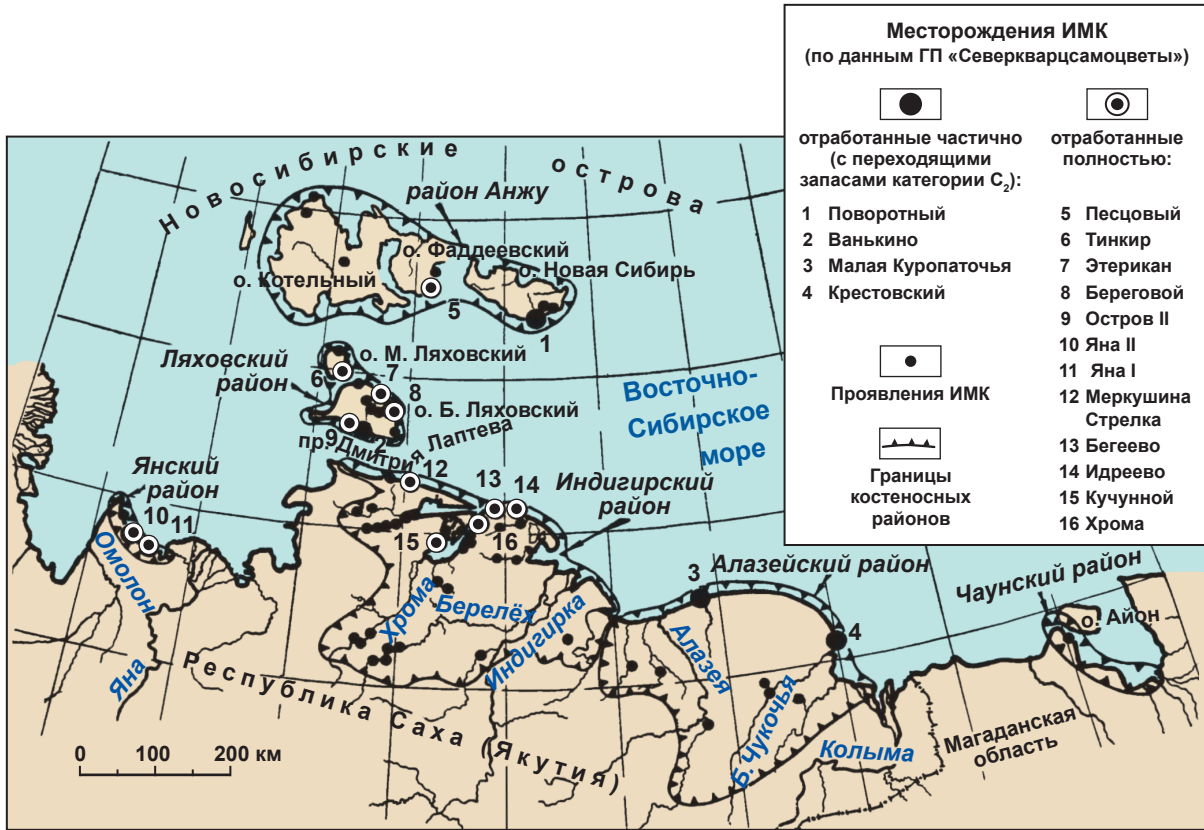 Месторождения ИМК
(по данным ГП «Северкварцсамоцветы»)
отработанные частично
(с переходящими
запасами категории С₂):
1 Поворотный
2 Ванькино
3 Малая Куропаточья
4 Крестовский
Проявления ИМК
Границы
костеносных
районов
отработанные
полностью:
5 Песцовый
6 Тинкир
7 Этерикан
8 Береговой
9 Остров II
10 Яна II
11 Яна I
12 Меркушина
Стрелка
13 Бегеево
14 Идреево
15 Кучунной
16 Хрома
Новосибирские острова
район Анжу
о. Фаддеевский
о. Новая Сибирь
о. Котельный
5
1
Ляховский
район
о. М. Ляховский
6
7
8
о. Б. Ляховский
9
2
пр. Дмитрия Лаптева
Восточно-
Сибирское
море
Янский
район
10
11
12
13
14
15
16
Индигирский
район
Омолон
Яна
Хрома
Берелёх
Индигирка
3
Алазейский район
4
Алазея
Б. Чукочья
Колыма
Чаунский район
о. Айон
Магаданская
область
Республика Саха (Якутия)
0 100 200 км